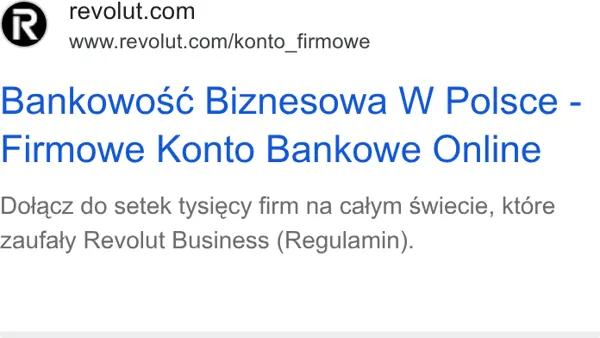 revolut.com
www.revolut.com/konto_firmowe
Bankowość Biznesowa W Polsce -
Firmowe Konto Bankowe Online
Dołącz do setek tysięcy firm na całym świecie, które
zaufały Revolut Business (Regulamin).